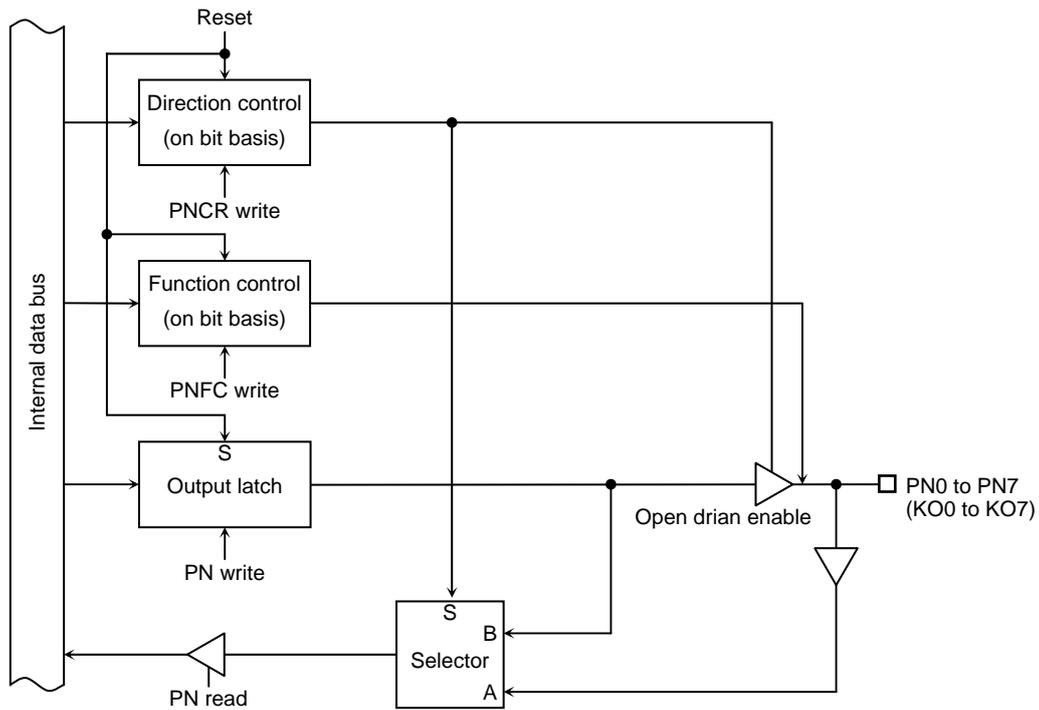 Reset
Direction control
(on bit basis)
PNCR write
Function control
(on bit basis)
PNFC write
Internal data bus
S
Output latch
PN write
Open drian enable
PN0 to PN7
(KO0 to KO7)
S
B
Selector
A
PN read